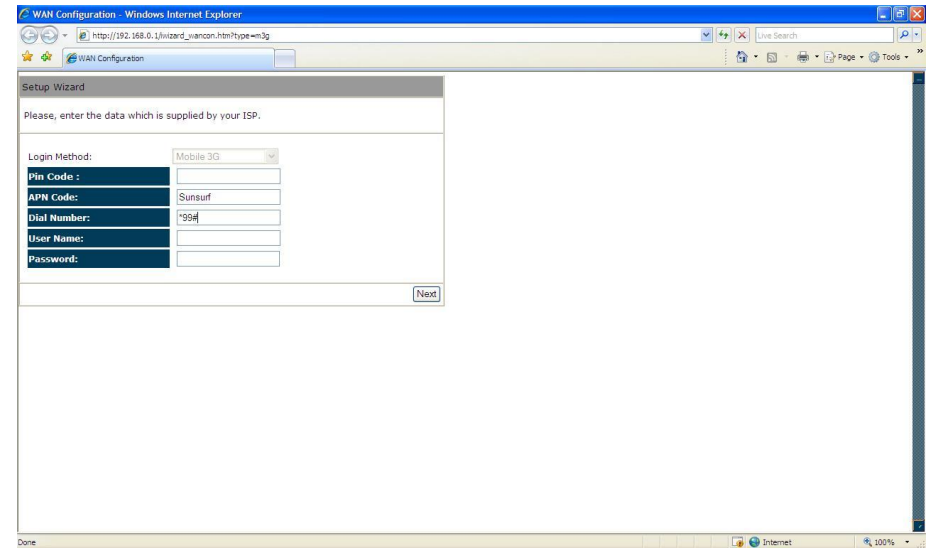 WAN Configuration - Windows Internet Explorer
http://192.168.0.1/iwizard_wancon.htm?type=m3g
Live Search
WAN Configuration
Page
Tools
»
Setup Wizard
Please, enter the data which is supplied by your ISP.
Login Method: Mobile 3G
Pin Code :
APN Code: Sunsurf
Dial Number: *99#
User Name:
Password:
Next
Done
Internet
100%